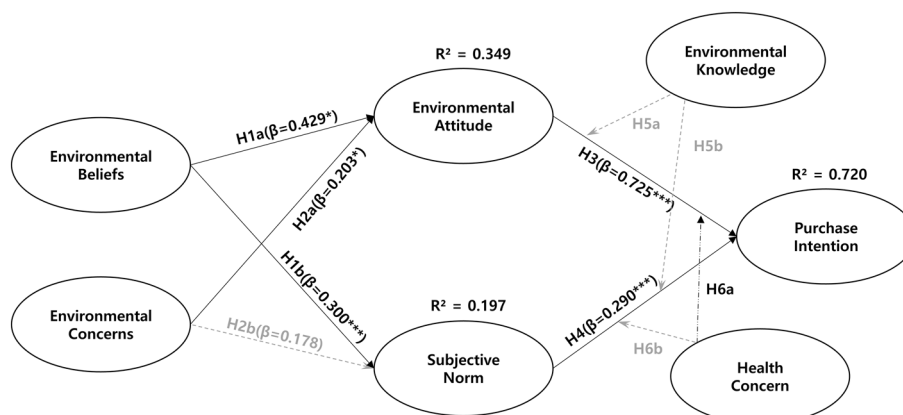 R² = 0.349
Environmental
Knowledge
Environmental
Attitude
H1a(β=0.429*)
H5a
H5b
Environmental
Beliefs
H2a(β=0.203*)
H3(β=0.725***)
R² = 0.720
Purchase
Intention
H1b(β=0.300***)
R² = 0.197
H4(β=0.290***)
H6a
Environmental
Concerns
H2b(β=0.178)
H6b
Subjective
Norm
Health
Concern